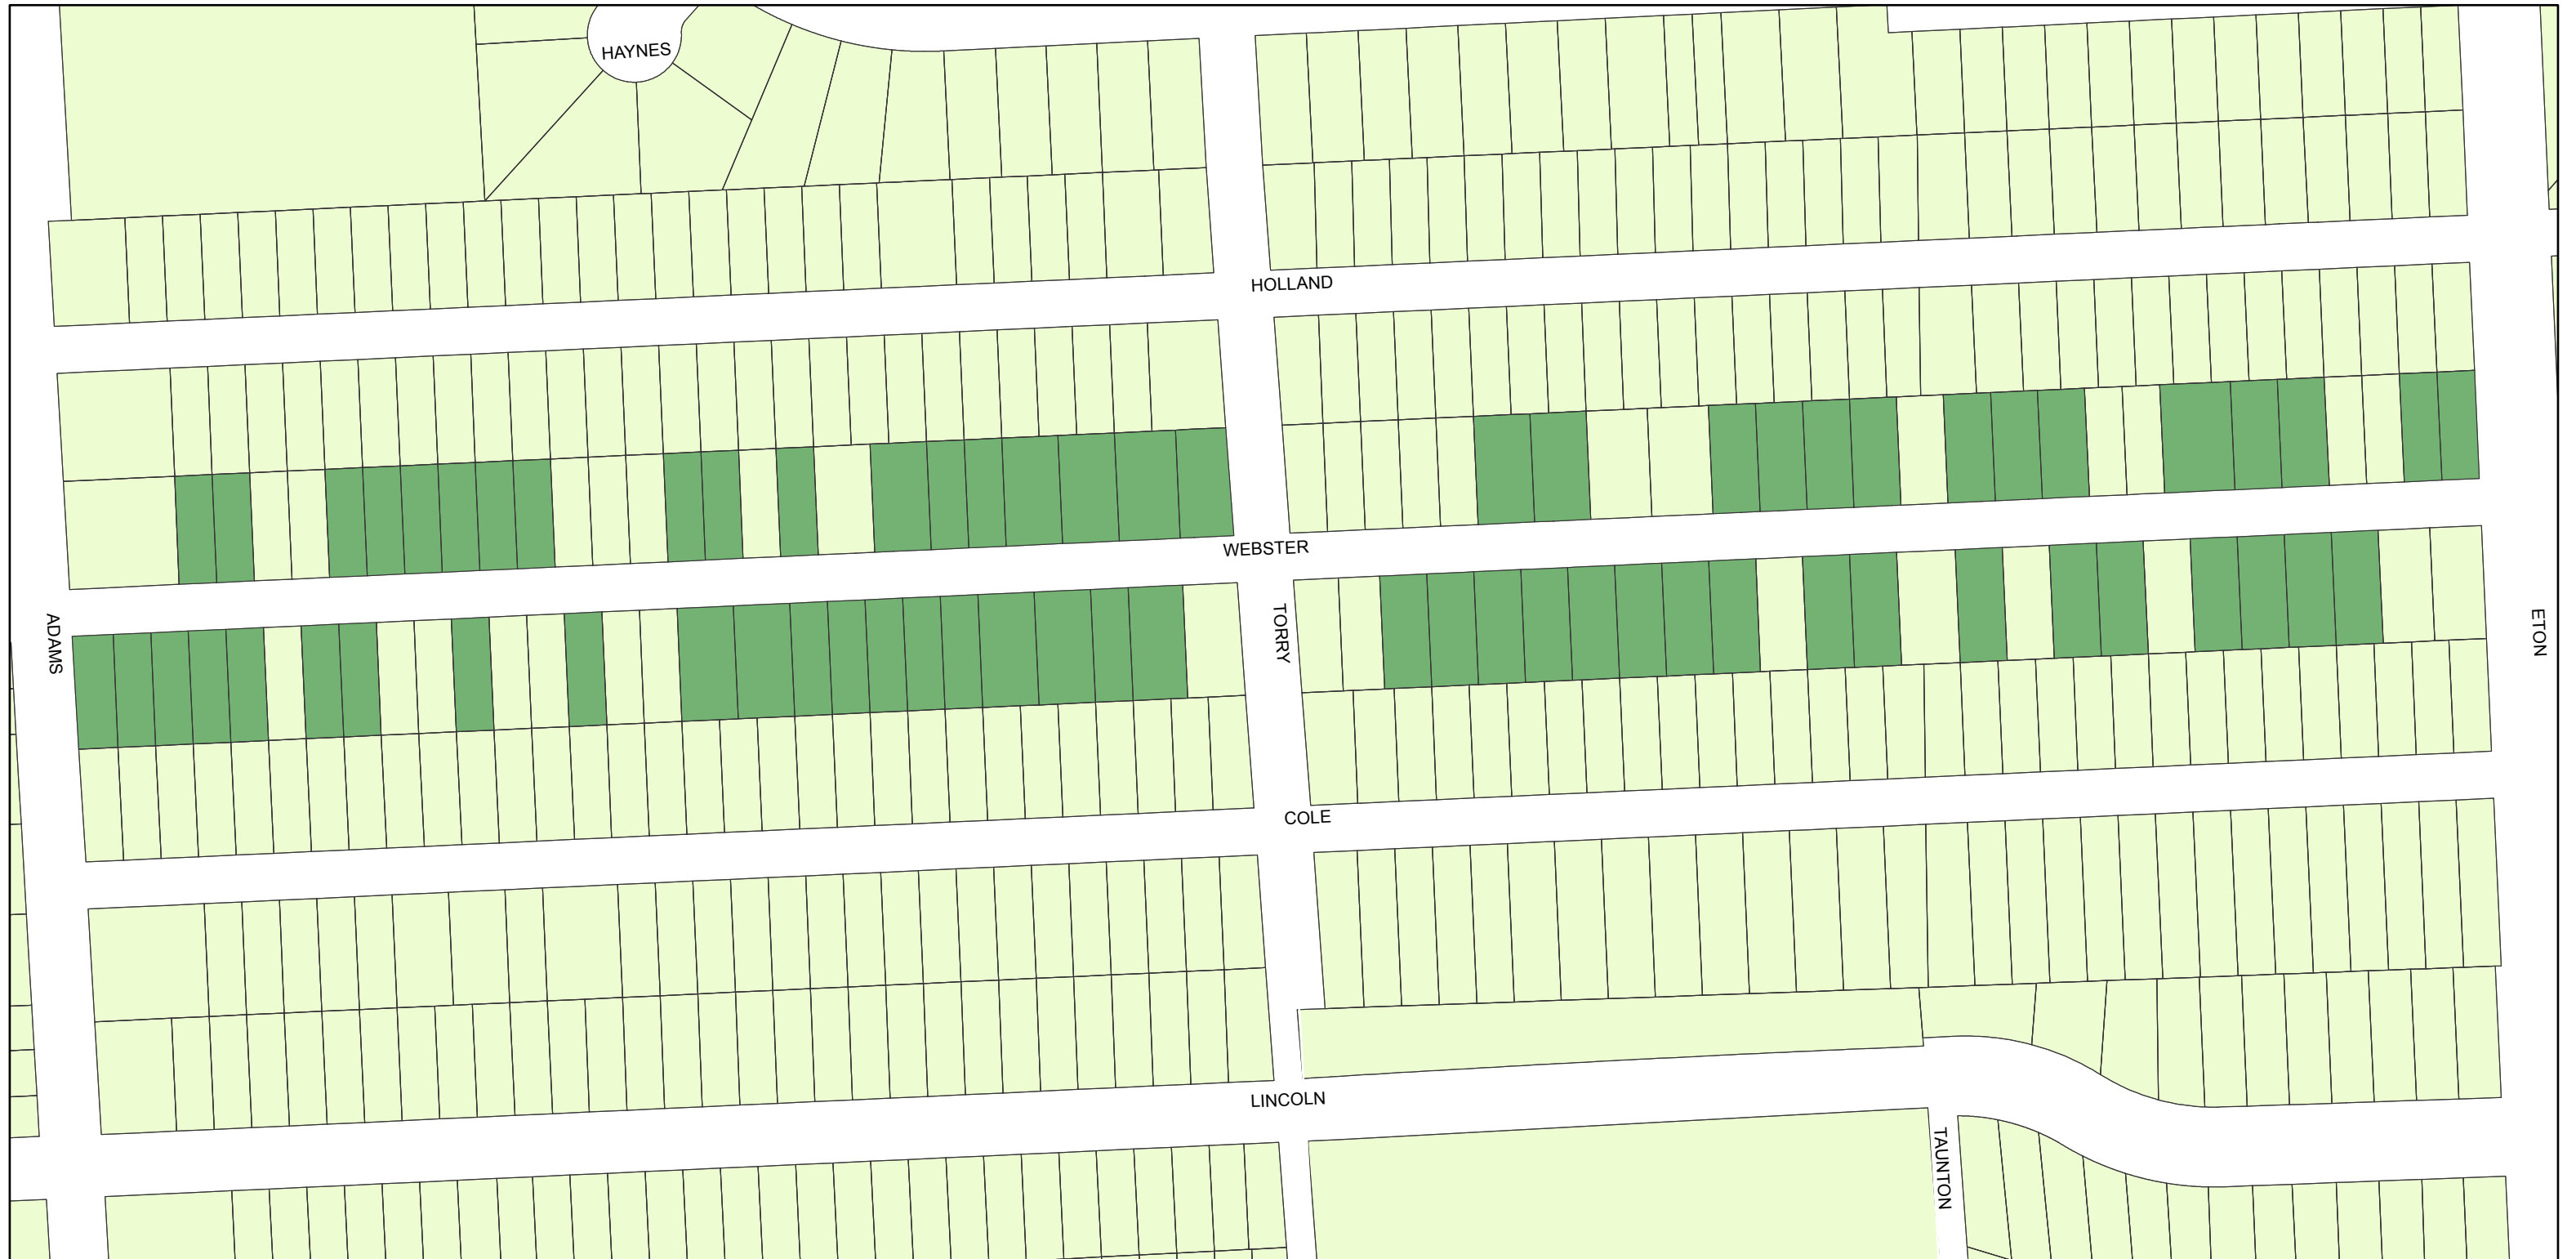 HAYNES
HOLLAND
WEBSTER
ADAMS
TORRY
ETON
COLE
LINCOLN
TAUNTON